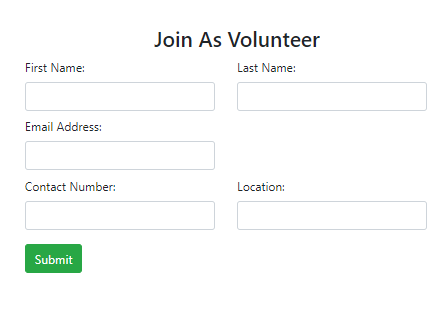 Join As Volunteer
First Name: Last Name:
Email Address:
Contact Number: Location:
Submit